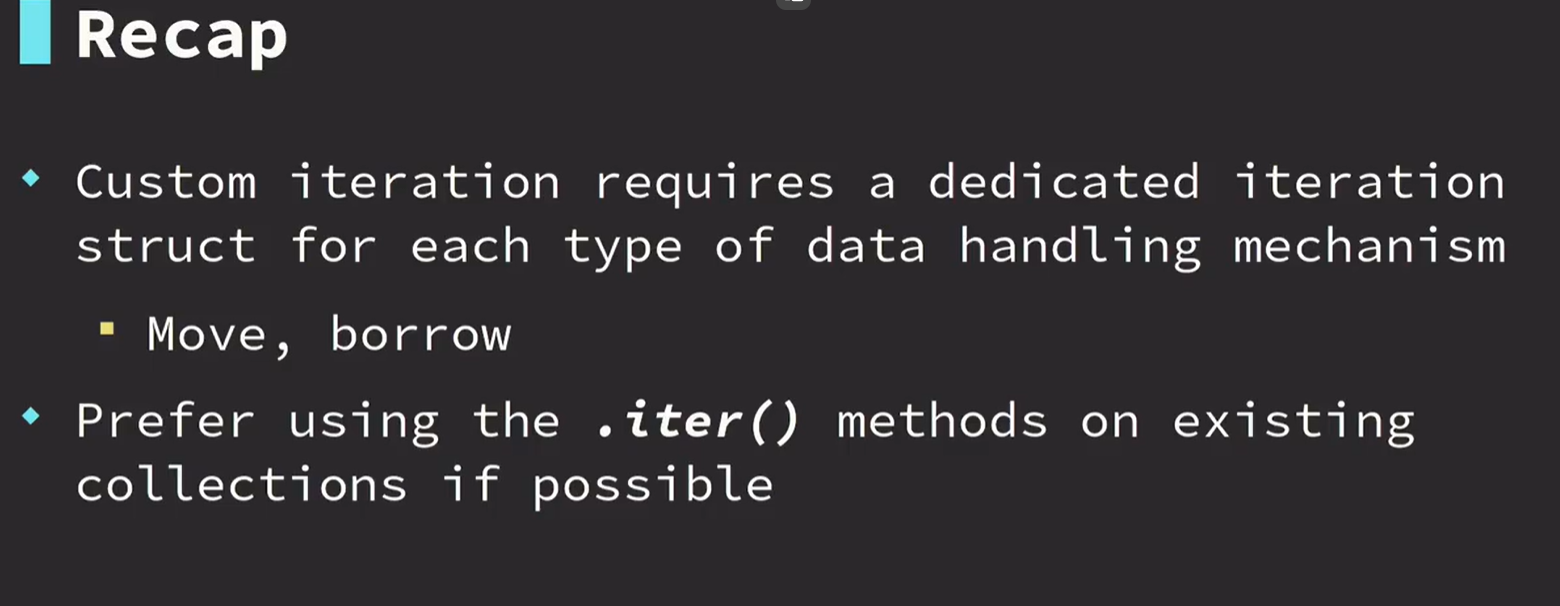 Recap
Custom iteration requires a dedicated iteration
struct for each type of data handling mechanism
Move, borrow
Prefer using the .iter() methods on existing
collections if possible